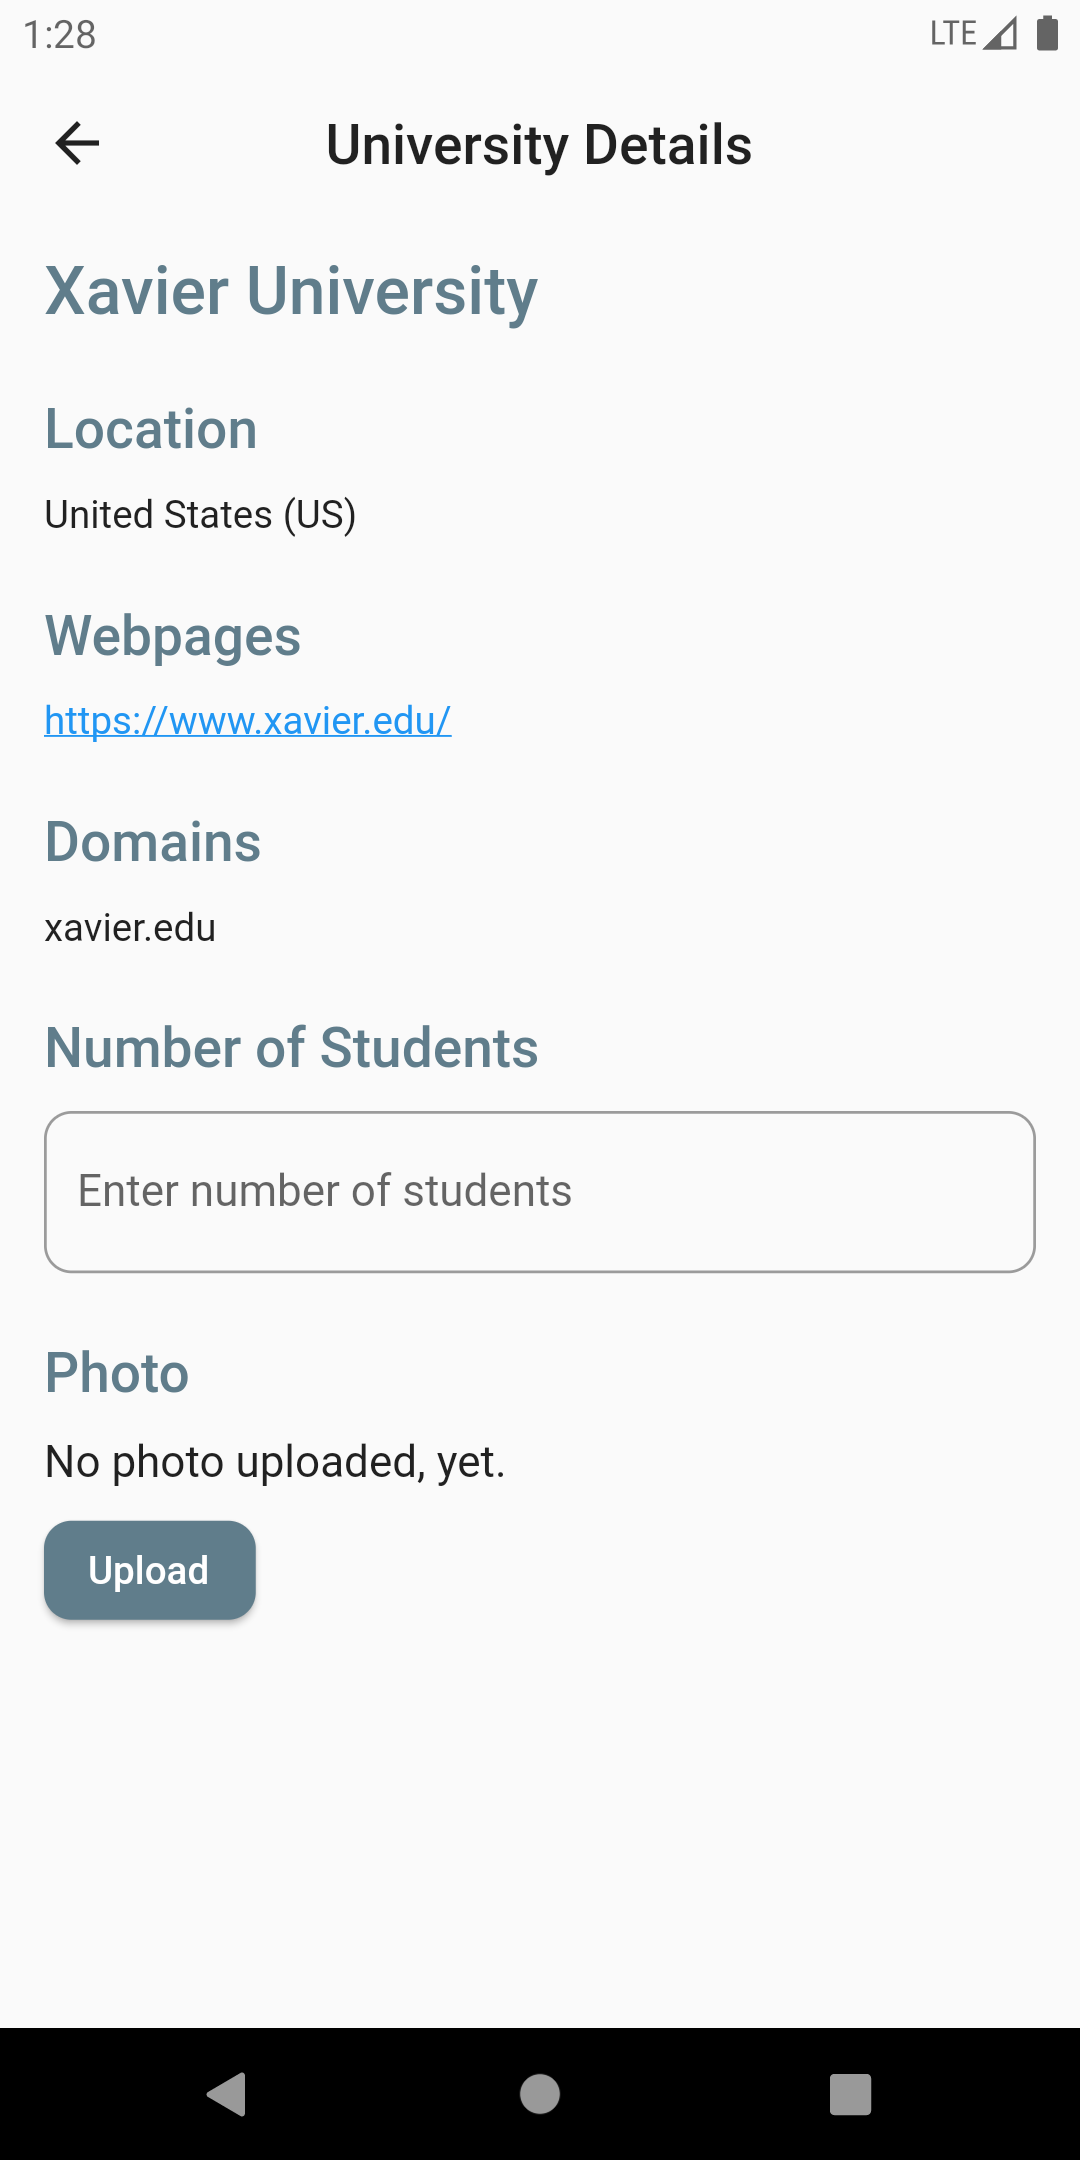 1:28 LTE
University Details
Xavier University
Location
United States (US)
Webpages
https://www.xavier.edu/
Domains
xavier.edu
Number of Students
Enter number of students
Photo
No photo uploaded, yet.
Upload